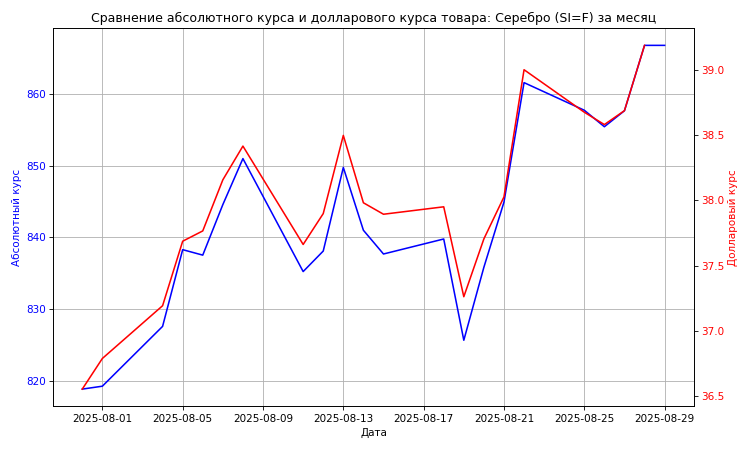 Сравнение абсолютного курса и долларового курса товара: Серебро (SI=F) за месяц
860
850
840
830
820
Абсолютный курс
39.0
38.5
38.0
37.5
37.0
36.5
Долларовый курс
2025-08-01 2025-08-05 2025-08-09 2025-08-13 2025-08-17 2025-08-21 2025-08-25 2025-08-29
Дата